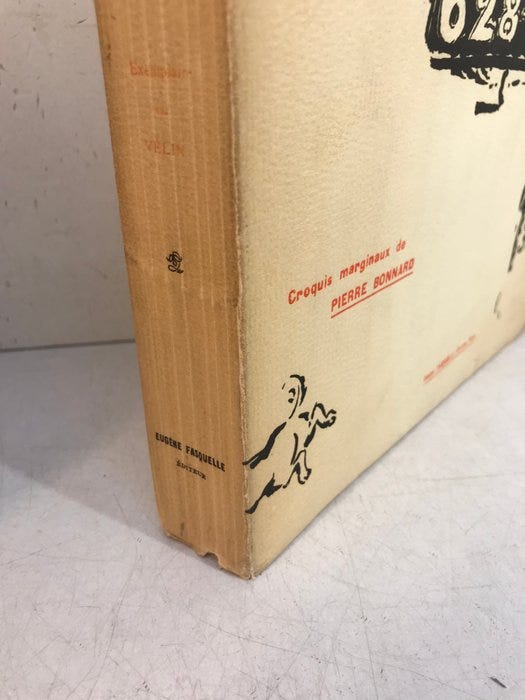 Exemplaire
sur
VÉLIN
EUGÈNE FASQUELLE
ÉDITEUR
628
Croquis marginaux de
PIERRE BONNARD